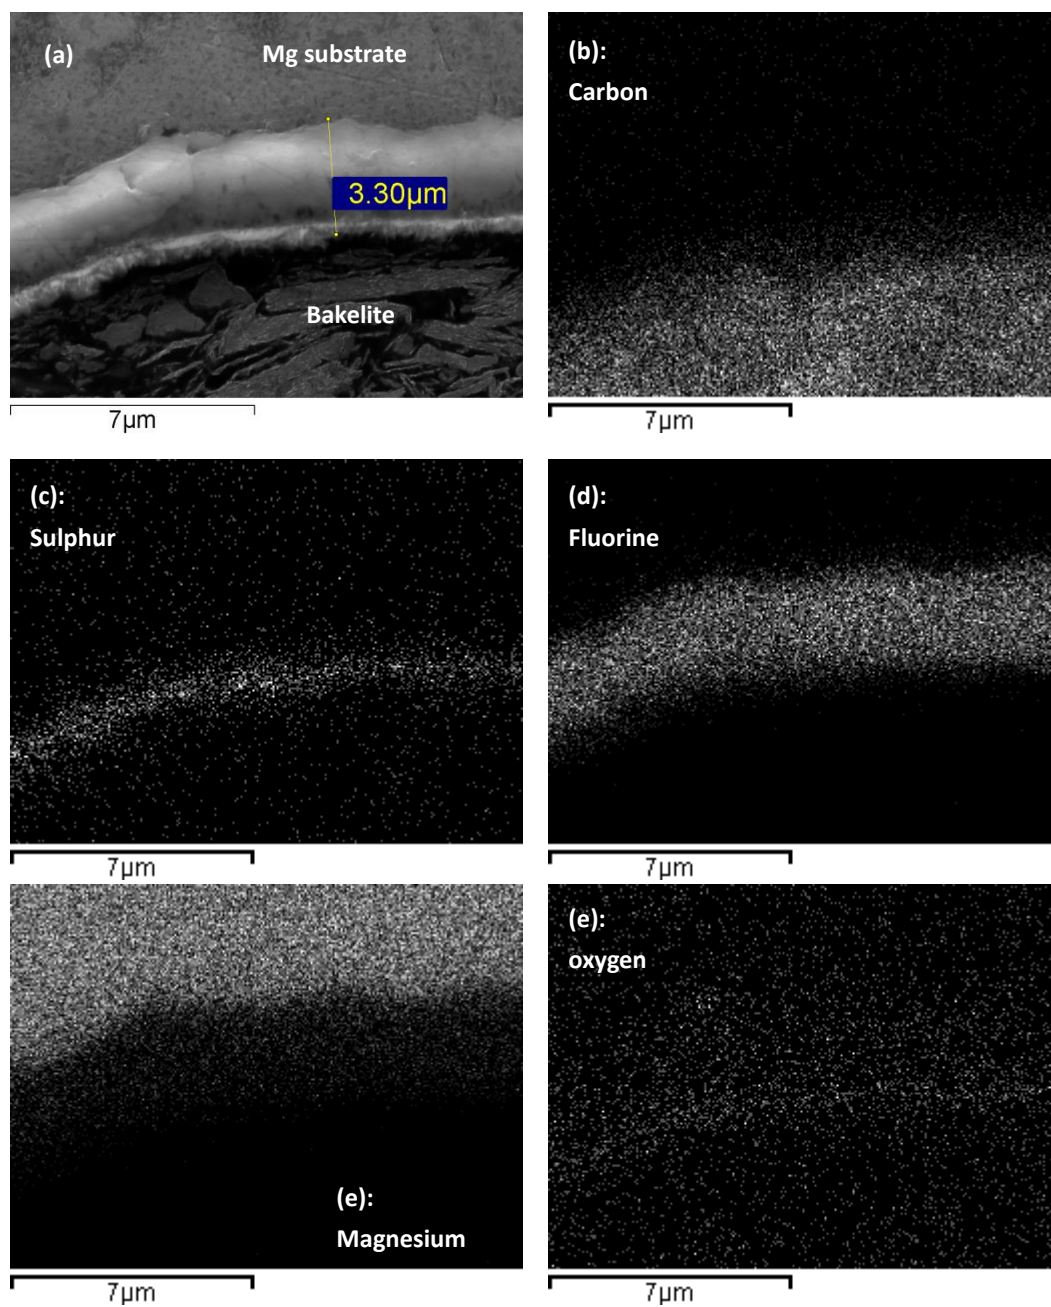 (a)
Mg substrate
3.30µm
Bakelite
7µm
(b):
Carbon
7µm
(c):
Sulphur
7µm
(d):
Fluorine
7µm
(e):
Magnesium
7µm
(e):
oxygen
7µm